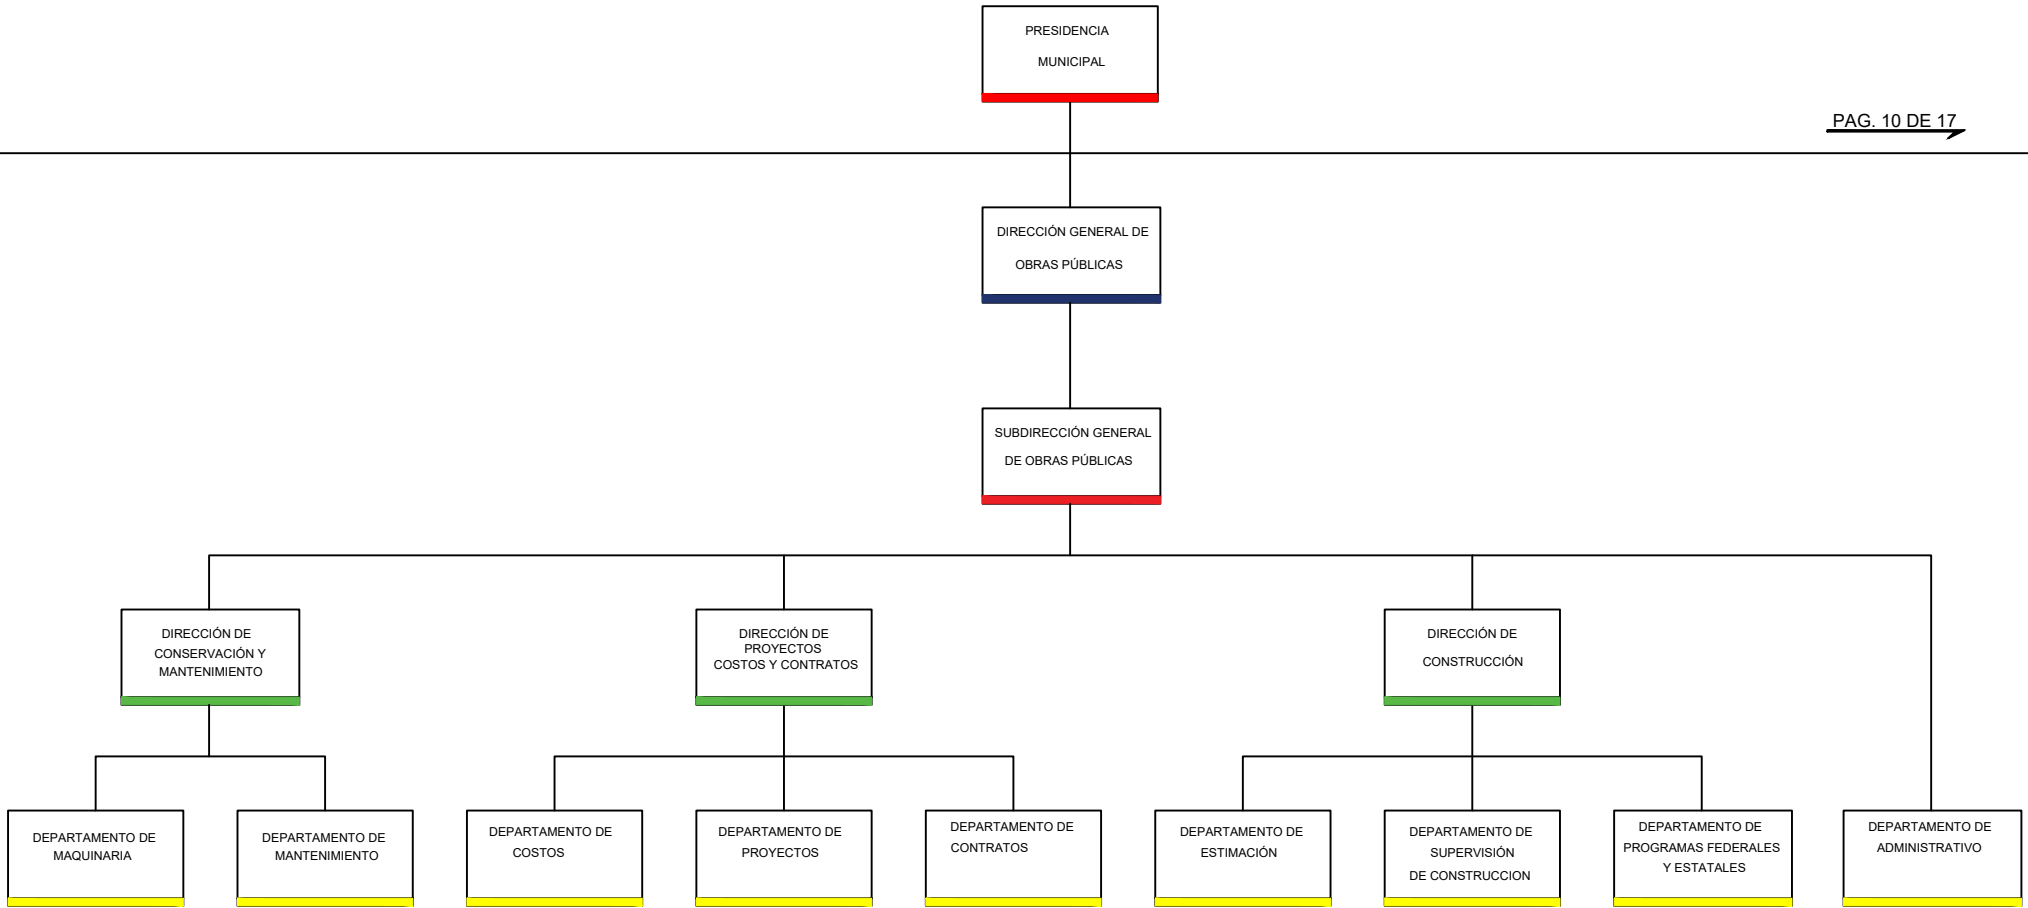 PRESIDENCIA
MUNICIPAL
PAG. 10 DE 17
DIRECCIÓN GENERAL DE
OBRAS PÚBLICAS
SUBDIRECCIÓN GENERAL
DE OBRAS PÚBLICAS
DIRECCIÓN DE
CONSERVACIÓN Y
MANTENIMIENTO
DIRECCIÓN DE
PROYECTOS
COSTOS Y CONTRATOS
DIRECCIÓN DE
CONSTRUCCIÓN
DEPARTAMENTO DE
MAQUINARIA
DEPARTAMENTO DE
MANTENIMIENTO
DEPARTAMENTO DE
COSTOS
DEPARTAMENTO DE
PROYECTOS
DEPARTAMENTO DE
CONTRATOS
DEPARTAMENTO DE
ESTIMACIÓN
DEPARTAMENTO DE
SUPERVISIÓN
DE CONSTRUCCION
DEPARTAMENTO DE
PROGRAMAS FEDERALES
Y ESTATALES
DEPARTAMENTO DE
ADMINISTRATIVO